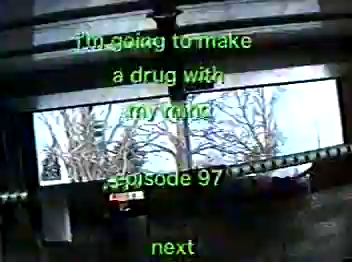 i'm going to make
a drug with
my mind
episode 97
next